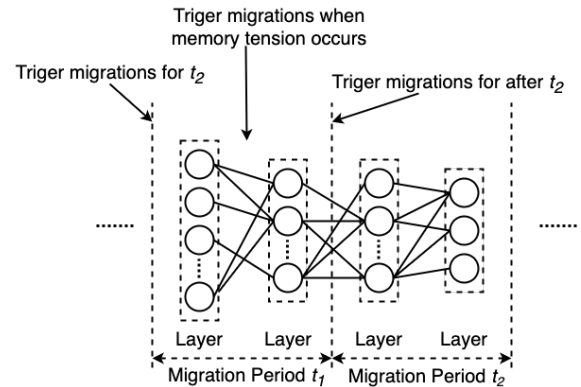 Triger migrations when
memory tension occurs
Triger migrations for t2
Triger migrations for after t2
........
........
Layer Layer Layer Layer
Migration Period t1 Migration Period t2